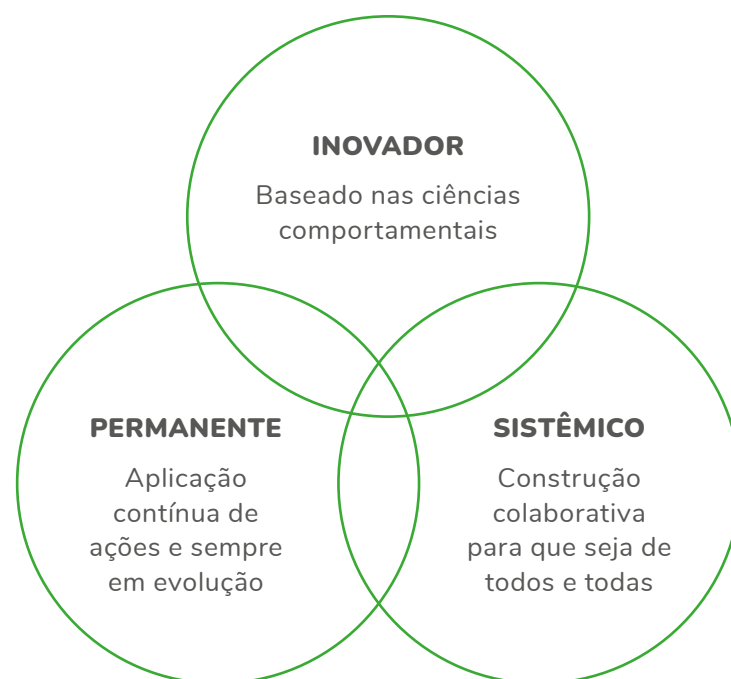 INOVADOR
Baseado nas ciências
comportamentais
PERMANENTE
Aplicação
contínua de
ações e sempre
em evolução
SISTÊMICO
Construção
colaborativa
para que seja de
todos e todas